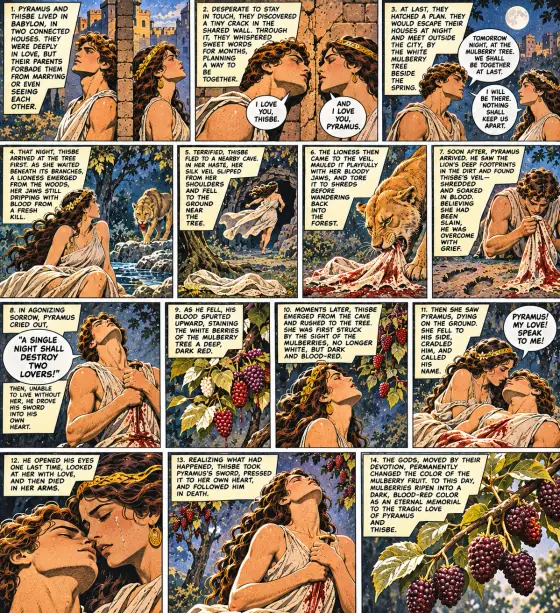 1. PYRAMUS AND
THISBE LIVED IN
BABYLON, IN
TWO CONNECTED
HOUSES. THEY
WERE DEEPLY
IN LOVE, BUT
THEIR PARENTS
FORBADE THEM
FROM MARRYING
OR EVEN
SEEING
EACH
OTHER.
2. DESPERATE TO STAY
IN TOUCH, THEY DISCOVERED
A TINY CRACK IN THE
SHARED WALL. THROUGH
IT, THEY WHISPERED
SWEET WORDS
FOR MONTHS,
PLANNING
A WAY TO
BE
TOGETHER.
I LOVE
YOU,
THISBE.
AND
I LOVE
YOU,
PYRAMUS.
3. AT LAST, THEY
HATCHED A PLAN. THEY
WOULD ESCAPE THEIR
HOUSES AT NIGHT
AND MEET OUTSIDE
THE CITY, BY
THE WHITE
MULBERRY
TREE
BESIDE
THE
SPRING.
TOMORROW
NIGHT, AT THE
MULBERRY TREE.
WE SHALL
BE TOGETHER
AT LAST.
I WILL
BE THERE.
NOTHING
SHALL
KEEP US
APART.
4. THAT NIGHT, THISBE
ARRIVED AT THE TREE
FIRST. AS SHE WAITED
BENEATH ITS BRANCHES,
A LIONESS EMERGED
FROM THE WOODS,
HER JAWS STILL
DRIPPING WITH
BLOOD FROM
A FRESH
KILL.
5. TERRIFIED, THISBE
FLED TO A NEARBY CAVE.
IN HER HASTE, HER
SILK VEIL SLIPPED
FROM HER
SHOULDERS
AND FELL
TO THE
GROUND
NEAR
THE
TREE.
6. THE LIONESS THEN
CAME TO THE VEIL,
MAULED IT PLAYFULLY
WITH HER BLOODY
JAWS, AND TORE
IT TO SHREDS
BEFORE
WANDERING
BACK
INTO
THE
FOREST.
7. SOON AFTER, PYRAMUS
ARRIVED. HE SAW THE
LION'S DEEP FOOTPRINTS
IN THE DIRT AND FOUND
THISBE'S VEIL—
SHREDDED
AND SOAKED
IN BLOOD.
BELIEVING
SHE HAD
BEEN
SLAIN,
HE WAS
OVERCOME
WITH
GRIEF.
8. IN AGONIZING
SORROW, PYRAMUS
CRIED OUT,
"A SINGLE
NIGHT SHALL
DESTROY
TWO
LOVERS!"
THEN, UNABLE
TO LIVE WITHOUT
HER, HE DROVE
HIS SWORD
INTO HIS
OWN
HEART.
9. AS HE FELL, HIS
BLOOD SPURTED
UPWARD, STAINING
THE WHITE BERRIES
OF THE MULBERRY
TREE A DEEP,
DARK RED.
10. MOMENTS LATER, THISBE
EMERGED FROM THE CAVE
AND RUSHED TO THE TREE.
SHE WAS FIRST STRUCK
BY THE SIGHT OF THE
MULBERRIES, NO LONGER
WHITE, BUT DARK
AND BLOOD-RED.
11. THEN SHE SAW
PYRAMUS, DYING
ON THE GROUND.
SHE FELL TO
HIS SIDE,
CRADLED
HIM, AND
CALLED
HIS
NAME.
PYRAMUS!
MY LOVE!
SPEAK
TO ME!
12. HE OPENED HIS EYES
ONE LAST TIME, LOOKED
AT HER WITH LOVE,
AND THEN DIED
IN HER ARMS.
13. REALIZING WHAT HAD
HAPPENED, THISBE TOOK
PYRAMUS'S SWORD, PRESSED
IT TO HER OWN HEART,
AND FOLLOWED HIM
IN DEATH.
14. THE GODS, MOVED BY THEIR
DEVOTION, PERMANENTLY
CHANGED THE COLOR OF THE
MULBERRY FRUIT. TO THIS DAY,
MULBERRIES RIPEN INTO A
DARK, BLOOD-RED COLOR
AS AN ETERNAL MEMORIAL
TO THE TRAGIC LOVE
OF PYRAMUS
AND
THISBE.